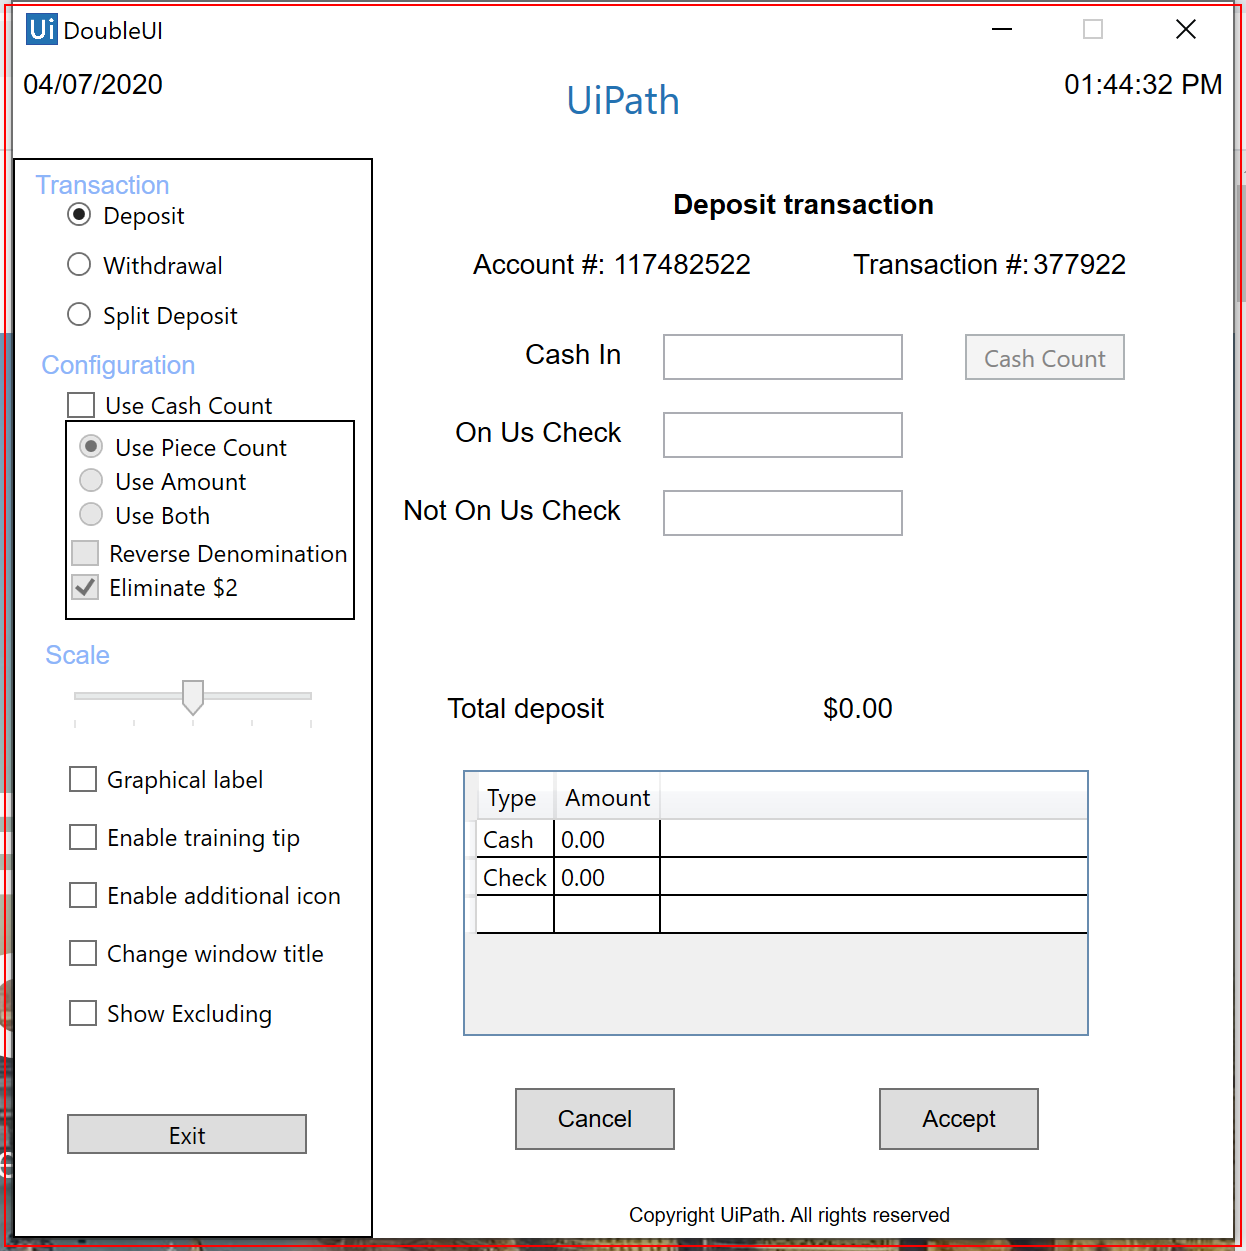 Ui DoubleUI
04/07/2020
01:44:32 PM
UiPath
Transaction
Deposit
Withdrawal
Split Deposit
Configuration
Use Cash Count
Use Piece Count
Use Amount
Use Both
Reverse Denomination
Eliminate $2
Scale
Graphical label
Enable training tip
Enable additional icon
Change window title
Show Excluding
Exit
Deposit transaction
Account #: 117482522
Transaction #: 377922
Cash In
Cash Count
On Us Check
Not On Us Check
Total deposit $0.00
Type Amount
Cash 0.00
Check 0.00
Cancel
Accept
Copyright UiPath. All rights reserved